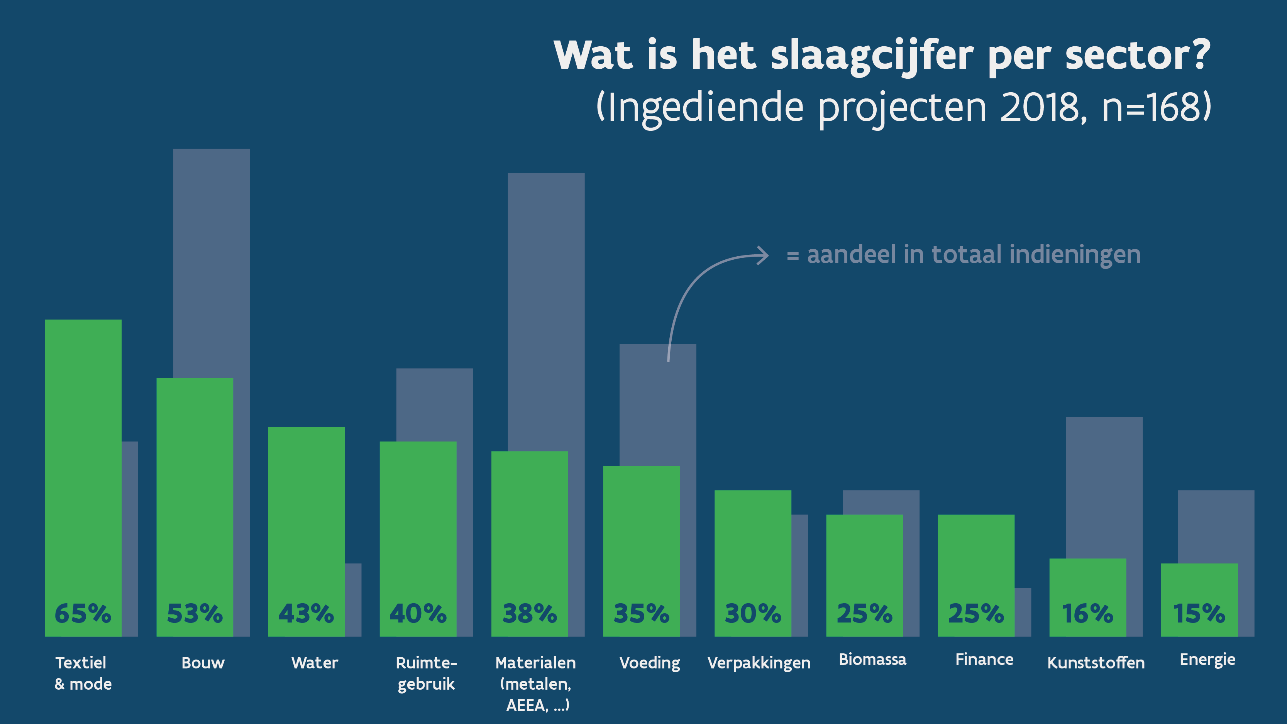 Wat is het slaagcijfer per sector?
(Ingediende projecten 2018, n=168)
= aandeel in totaal indieningen
65%
53%
43%
40%
38%
35%
30%
25%
25%
16%
15%
Textiel
& mode
Bouw
Water
Ruimte-
gebruik
Materialen
(metalen,
AEEA, ...)
Voeding
Verpakkingen
Biomassa
Finance
Kunststoffen
Energie